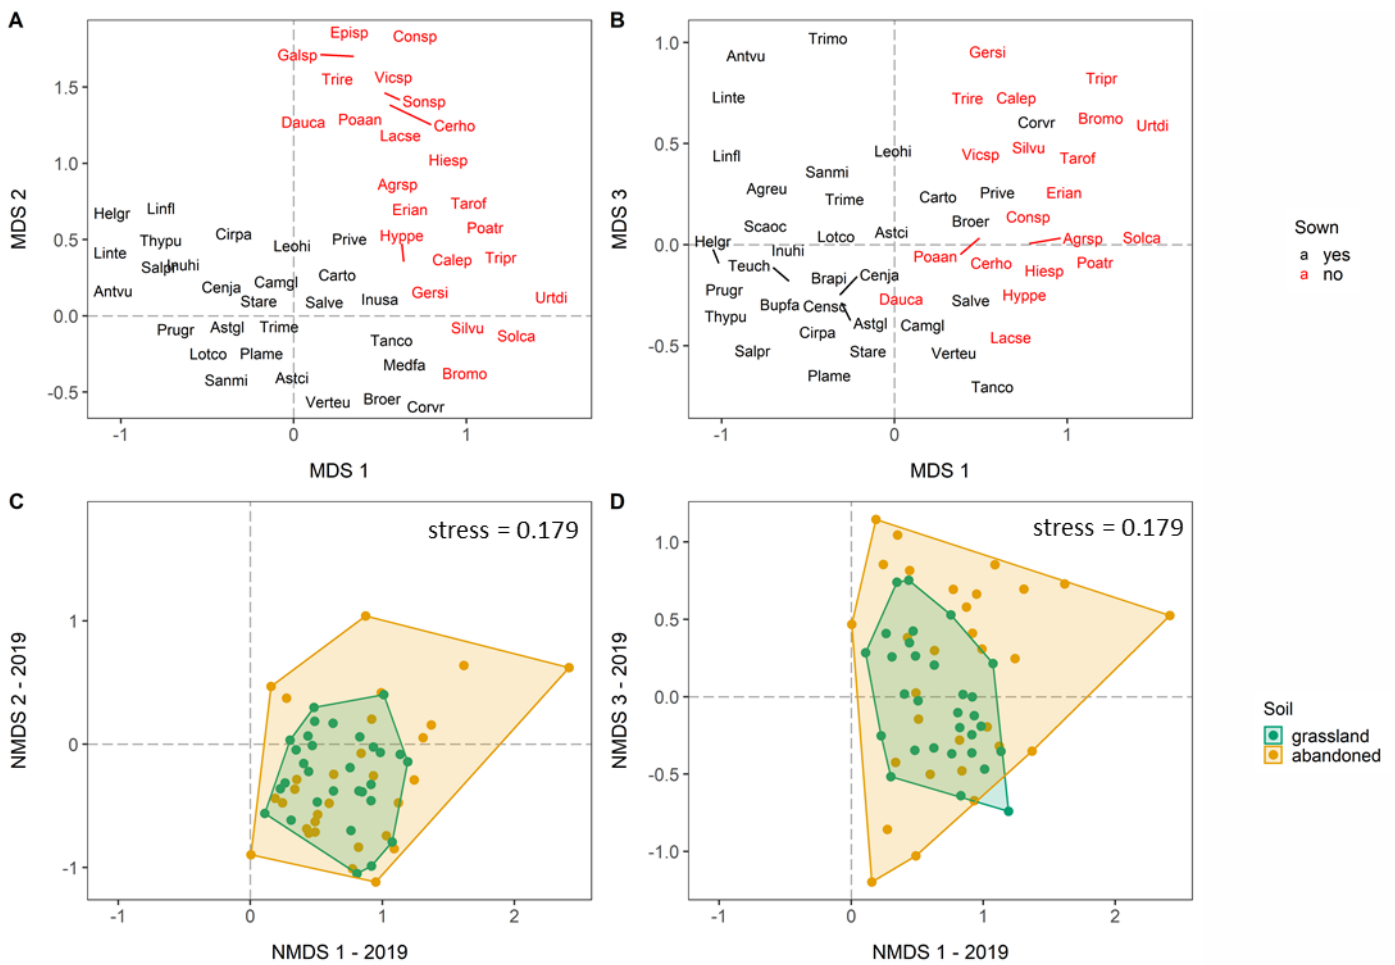 A
MDS 2
1.5
1.0
0.5
0.0
-0.5
Episp Consp
Galsp
Trire Vicsp
Sonsp
Dauca Poaan Cerho
Lacse
Hiesp
Agrsp
Erian Tarof
Helgr Linfl
Hyppe Poatr
Thypu Cirpa Leohi Prive
Linte Salpr Inuhi Calep Tripr
Camgl Carto
Antvu Cenja Stare Salve Inusa Gersi Urtdi
Prugr Astgl Trime Silvu Solca
Tanco
Lotco Plame Medfa
Sanmi Astci Bromo
Verteu Broer Corvr
-1 0 1
MDS 1
B
MDS 3
1.0
0.5
0.0
-0.5
Trimo
Antvu Gersi
Tripr
Linte Trire Calep
Corvr Bromo Urtdi
Linfl Leohi Vicsp Silvu Tarof
Sanmi
Agreu Trime Carto Prive Erian
Scaoc Astci Broer Consp
Helgr Lotco Agrsp Solca
Inuhi Poaan
Teuch Brapi Cenja Cerho Hiesp Poatr
Prugr Bupfa Censc Dauca Salve Hyppe
Thypu Cirpa Astgl Camgl
Salpr Stare Verteu Lacse
Plame Tanco
-1 0 1
MDS 1
Sown
a yes
a no
C
stress = 0.179
NMDS 2 - 2019
1
0
-1
-1 0 1 2
NMDS 1 - 2019
D
stress = 0.179
NMDS 3 - 2019
1.0
0.5
0.0
-0.5
-1.0
-1 0 1 2
NMDS 1 - 2019
Soil
grassland
abandoned